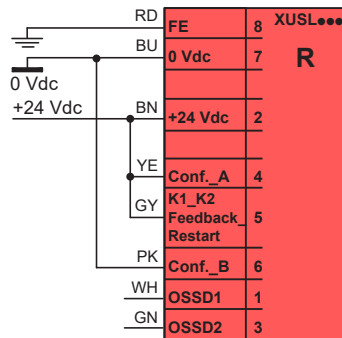 RD FE 8 XUSL●●●
BU 0 Vdc 7 R
0 Vdc
+24 Vdc BN +24 Vdc 2
YE Conf._A 4
GY K1_K2
Feedback_ 5
Restart
PK Conf._B 6
WH OSSD1 1
GN OSSD2 3